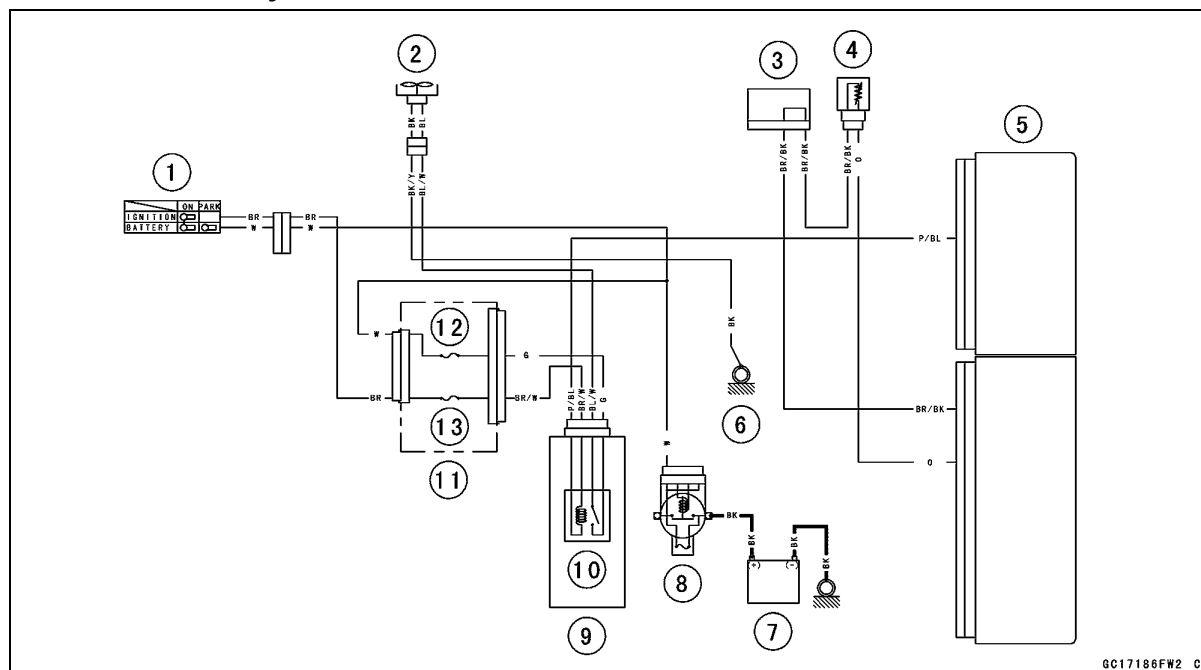 2
3
4
5
1
ON PARK
IGNITION
BATTERY
BR
W
BR
W
BK
BL
BK/Y
BL/W
BR/BK
BR/BK
BR/BK
O
P/BL
12
W
G
BR
BR/W
13
11
P/BL
BR/W
BL/W
G
BK
6
BR/BK
O
W
BK
BK
BK
BK
(+)
(-)
10
8
7
9
GC17186FW2 C